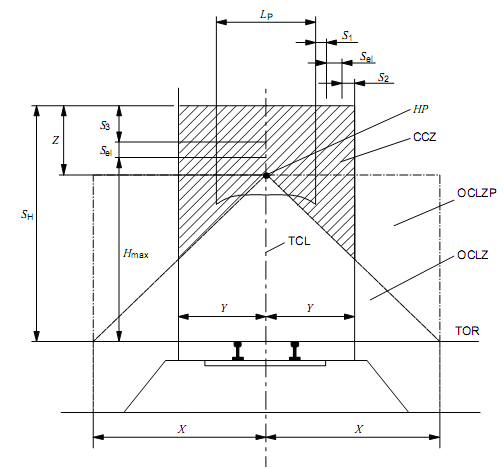 LP
S1
Sel
S2
HP
S3
Z
CCZ
Sel
OCLZP
SH
Hmax
TCL
OCLZ
Y Y
TOR
X X